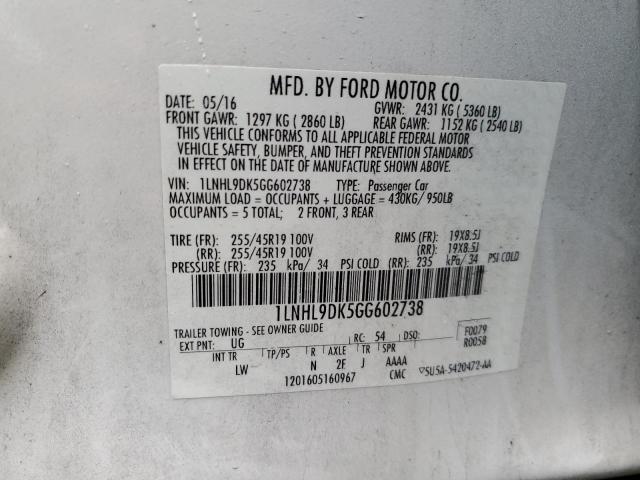 MFD. BY FORD MOTOR CO.
DATE: 05/16 GVWR: 2431 KG ( 5360 LB)
FRONT GAWR: 1297 KG ( 2860 LB) REAR GAWR: 1152 KG ( 2540 LB)
THIS VEHICLE CONFORMS TO ALL APPLICABLE FEDERAL MOTOR
VEHICLE SAFETY, BUMPER, AND THEFT PREVENTION STANDARDS
IN EFFECT ON THE DATE OF MANUFACTURE SHOWN ABOVE.
VIN: 1LNHL9DK5GG602738 TYPE: Passenger Car
MAXIMUM LOAD = OCCUPANTS + LUGGAGE = 430KG/ 950LB
OCCUPANTS = 5 TOTAL; 2 FRONT, 3 REAR
TIRE (FR): 255/45R19 100V RIMS (FR): 19X8.5J
(RR): 255/45R19 100V (RR): 19X8.5J
PRESSURE (FR): 235 kPa/ 34 PSI COLD (RR): 235 kPa/ 34 PSI COLD
1LNHL9DK5GG602738
TRAILER TOWING - SEE OWNER GUIDE
EXT PNT: UG RC: 54 DSO: F0079
R0058
INT TR TP/PS R AXLE TR SPR
LW N 2F J AAAA
1201605160967 CMC 5U5A-5420472-AA